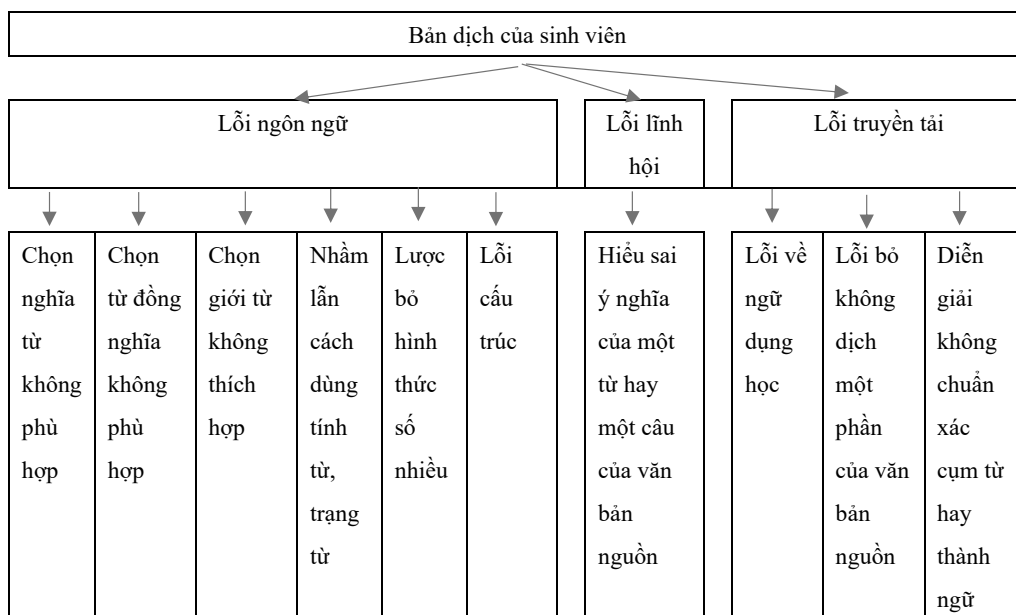 Bản dịch của sinh viên
Lỗi ngôn ngữ
Lỗi lĩnh
hội
Lỗi truyền tải
Chọn
nghĩa
từ
không
phù
hợp
Chọn
từ đồng
nghĩa
không
phù
hợp
Chọn
giới từ
không
thích
hợp
Nhầm
lẫn
cách
dùng
tính
từ,
trạng
từ
Lược
bỏ
hình
thức
số
nhiều
Lỗi
cấu
trúc
Hiểu sai
ý nghĩa
của một
từ hay
một câu
của văn
bản
nguồn
Lỗi về
ngữ
dụng
học
Lỗi bỏ
không
dịch
một
phần
của văn
bản
nguồn
Diễn
giải
không
chuẩn
xác
cụm từ
hay
thành
ngữ